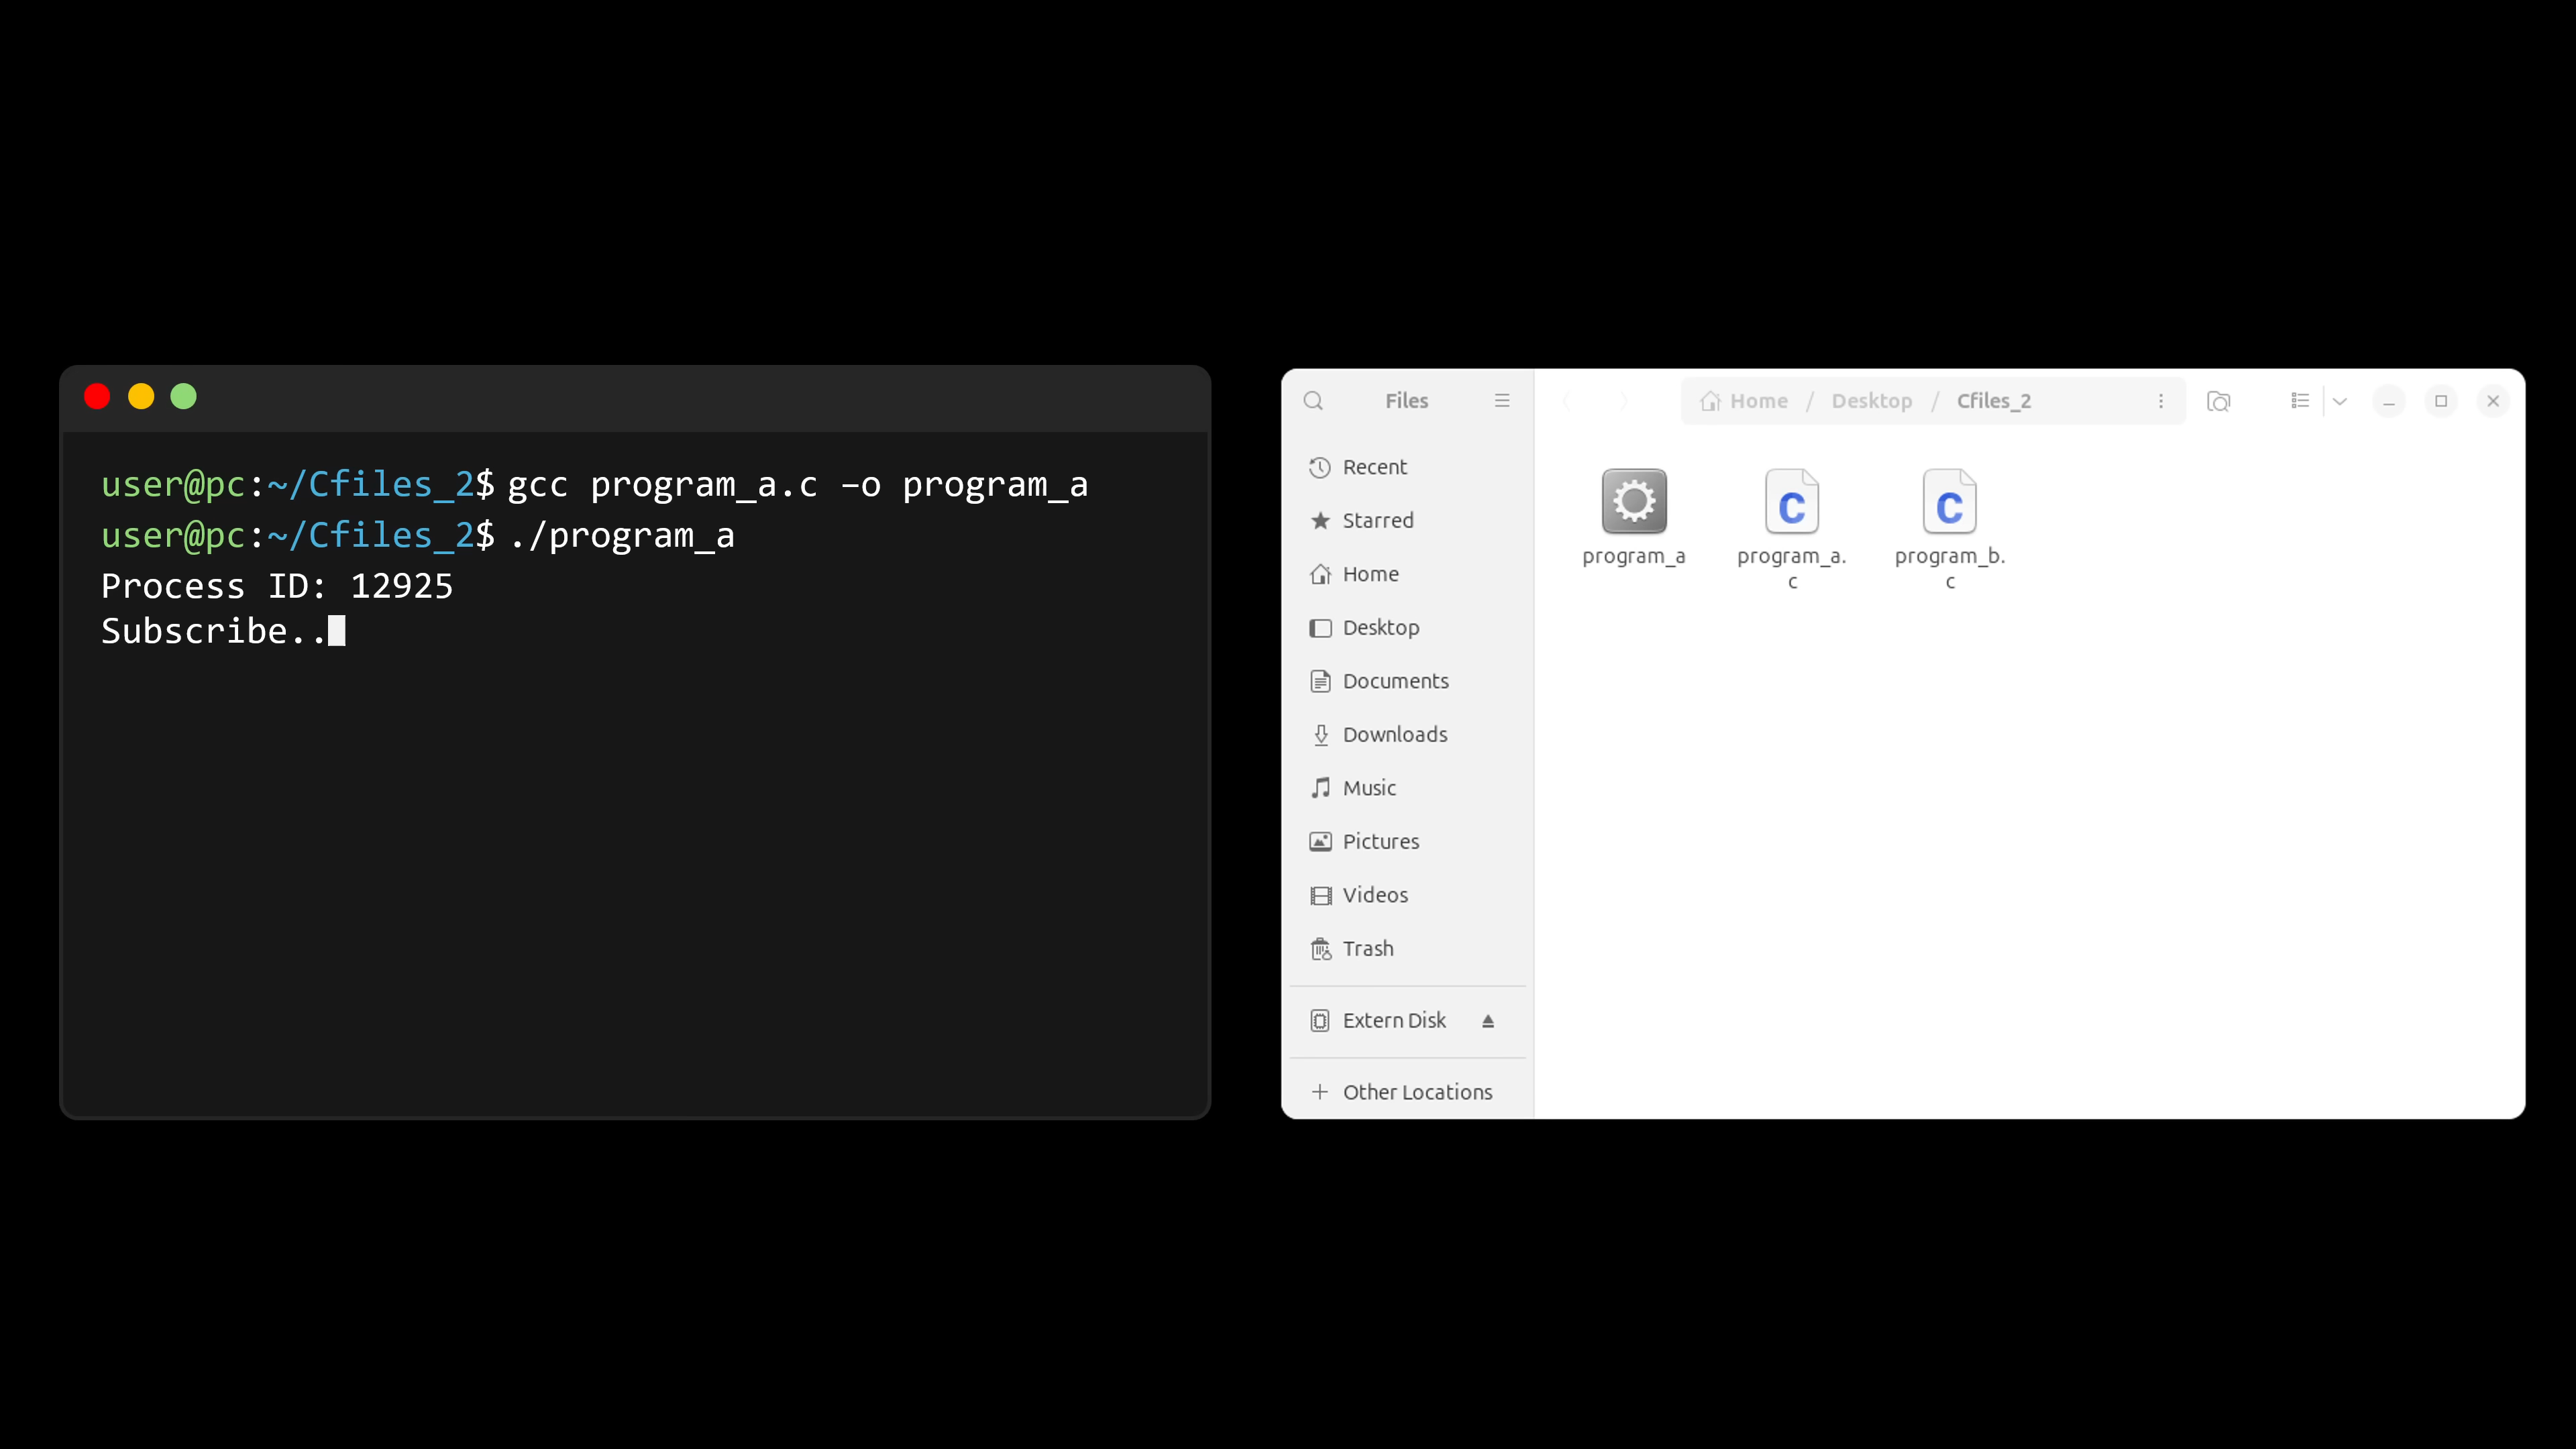 user@pc:~/Cfiles_2$ gcc program_a.c –o program_a
user@pc:~/Cfiles_2$ ./program_a
Process ID: 12925
Subscribe..
Files
Home / Desktop / Cfiles_2
Recent
Starred
Home
Desktop
Documents
Downloads
Music
Pictures
Videos
Trash
Extern Disk
Other Locations
program_a
program_a.
c
program_b.
c